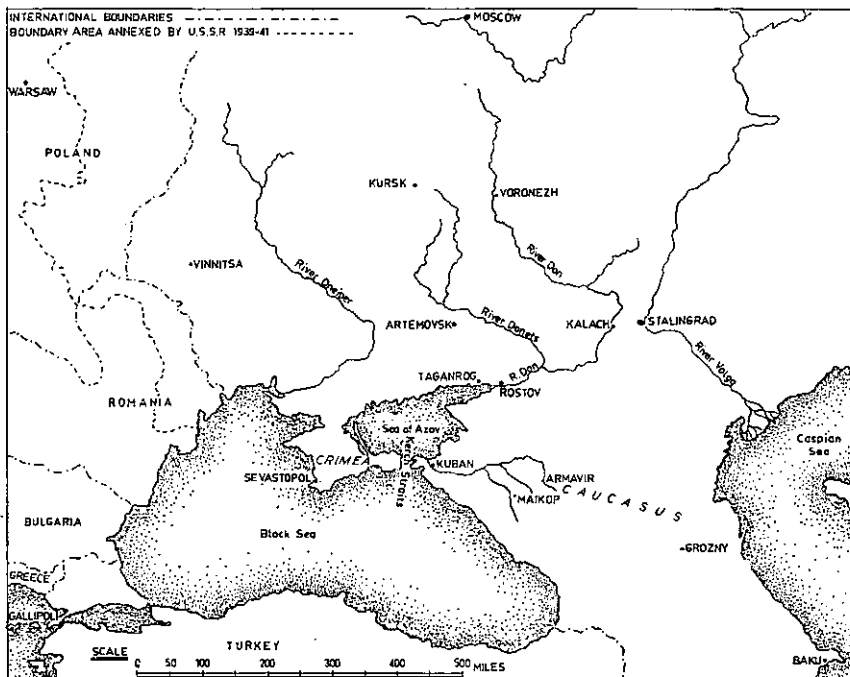 INTERNATIONAL BOUNDARIES
BOUNDARY AREA ANNEXED BY U.S.S.R 1939-41
MOSCOW
WARSAW
POLAND
KURSK
VORONEZH
VINNITSA
River Dneiper
River Don
ARTEMOVSK
River Donets
KALACH
STALINGRAD
River Volga
TAGANROG
R. Don
ROSTOV
ROMANIA
Sea of Azov
Caspian
Sea
CRIMEA
Kerch Straits
KUBAN
SEVASTOPOL
ARMAVIR
MAIKOP
CAUCASUS
BULGARIA
Black Sea
GROZNY
GREECE
GALLIPOLI
TURKEY
SCALE
0 50 100 200 300 400 500 MILES
BAKU